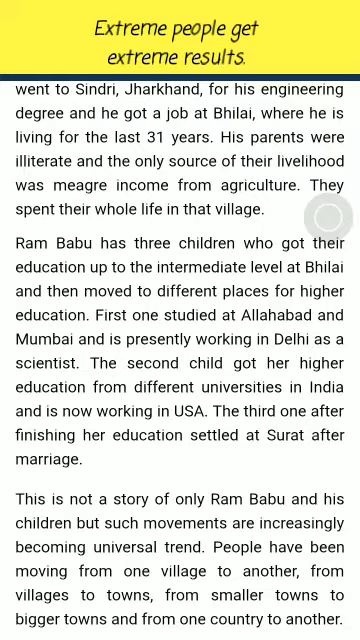 Extreme people get
extreme results.
went to Sindri, Jharkhand, for his engineering
degree and he got a job at Bhilai, where he is
living for the last 31 years. His parents were
illiterate and the only source of their livelihood
was meagre income from agriculture. They
spent their whole life in that village.
Ram Babu has three children who got their
education up to the intermediate level at Bhilai
and then moved to different places for higher
education. First one studied at Allahabad and
Mumbai and is presently working in Delhi as a
scientist. The second child got her higher
education from different universities in India
and is now working in USA. The third one after
finishing her education settled at Surat after
marriage.
This is not a story of only Ram Babu and his
children but such movements are increasingly
becoming universal trend. People have been
moving from one village to another, from
villages to towns, from smaller towns to
bigger towns and from one country to another.